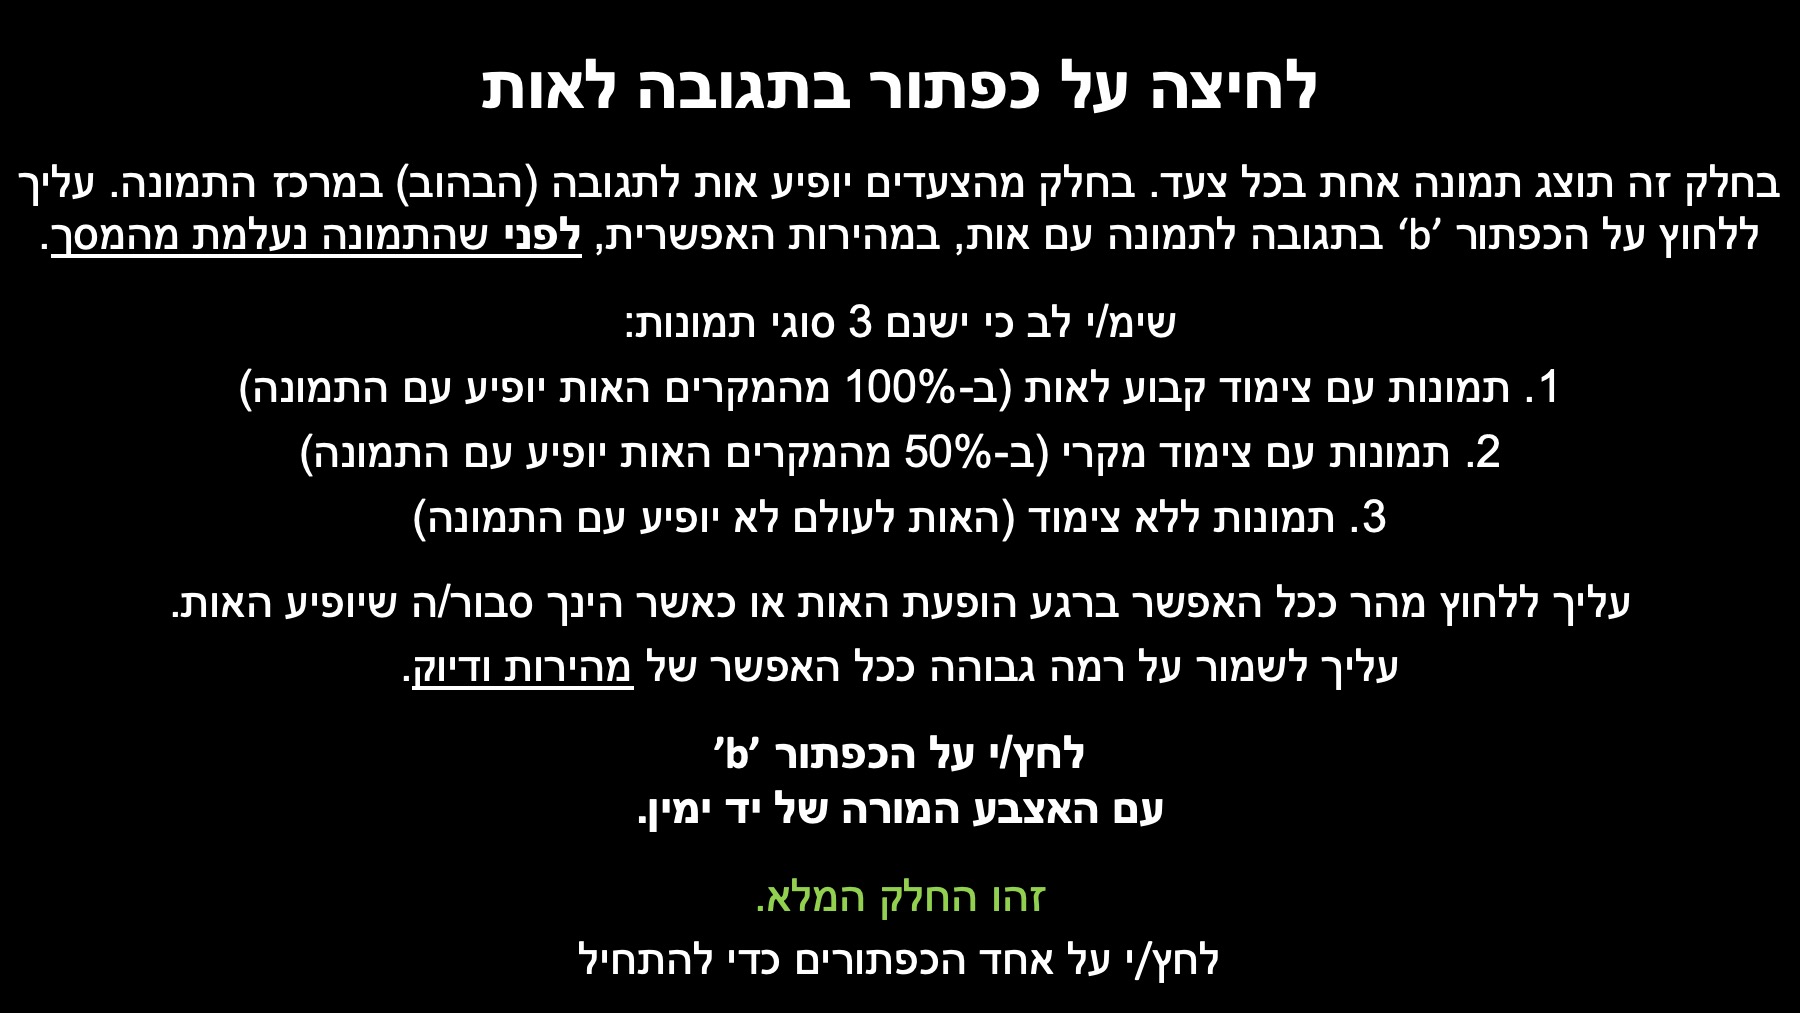 לחיצה על כפתור בתגובה לאות
בחלק זה תוצג תמונה אחת בכל צעד. בחלק מהצעדים יופיע אות לתגובה (הבהוב) במרכז התמונה. עליך
ללחוץ על הכפתור ’b‘ בתגובה לתמונה עם אות, במהירות האפשרית, לפני שהתמונה נעלמת מהמסך.
שימ/י לב כי ישנם 3 סוגי תמונות:
1. תמונות עם צימוד קבוע לאות (ב-100% מהמקרים האות יופיע עם התמונה)
2. תמונות עם צימוד מקרי (ב-50% מהמקרים האות יופיע עם התמונה)
3. תמונות ללא צימוד (האות לעולם לא יופיע עם התמונה)
עליך ללחוץ מהר ככל האפשר ברגע הופעת האות או כאשר הינך סבור/ה שיופיע האות.
עליך לשמור על רמה גבוהה ככל האפשר של מהירות ודיוק.
לחץ/י על הכפתור ’b’
עם האצבע המורה של יד ימין.
זהו החלק המלא.
לחץ/י על אחד הכפתורים כדי להתחיל